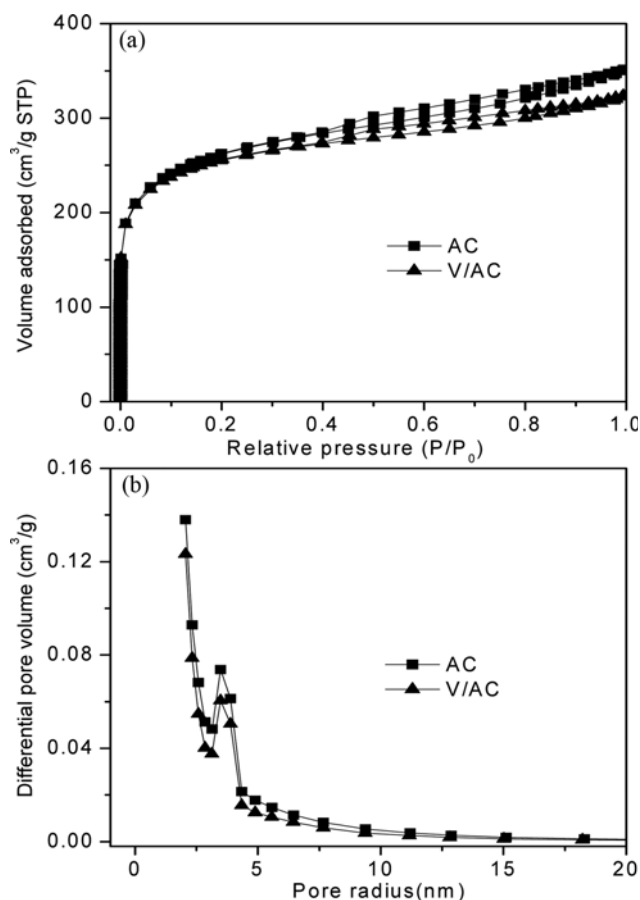 (a)
Volume adsorbed (cm³/g STP)
400
300
200
100
0
AC
V/AC
0.0 0.2 0.4 0.6 0.8 1.0
Relative pressure (P/P₀)
(b)
Differential pore volume (cm³/g)
0.16
0.12
0.08
0.04
0.00
AC
V/AC
0 5 10 15 20
Pore radius(nm)